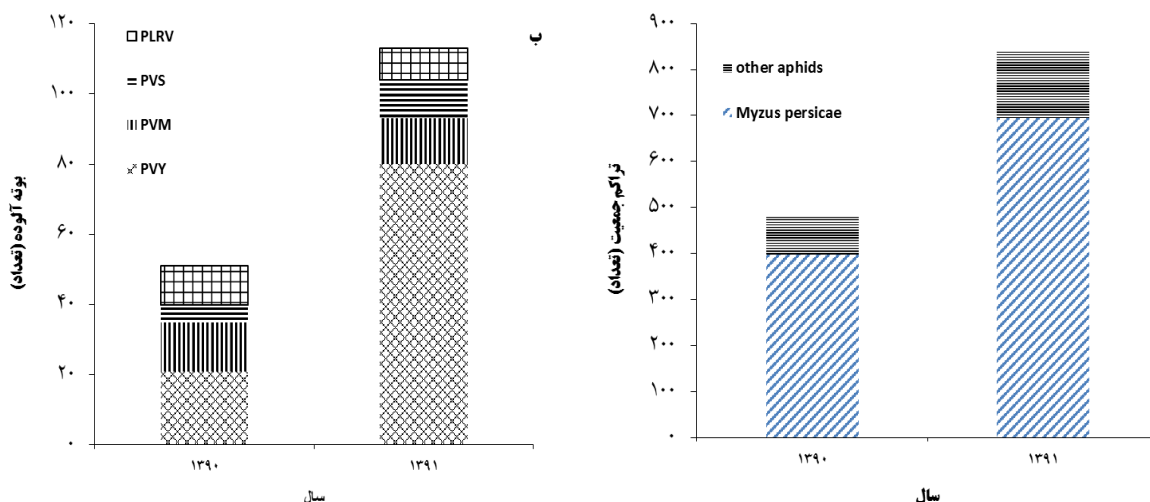 ۱۲۰
۱۰۰
۸۰
۶۰
۴۰
۲۰
۰
بوته آلوده (تعداد)
PLRV
PVS
PVM
PVY
ب
۱۳۹۰
۱۳۹۱
سال
۹۰۰
۸۰۰
۷۰۰
۶۰۰
۵۰۰
۴۰۰
۳۰۰
۲۰۰
۱۰۰
۰
تراکم جمعیت (تعداد)
other aphids
Myzus persicae
۱۳۹۰
۱۳۹۱
سال